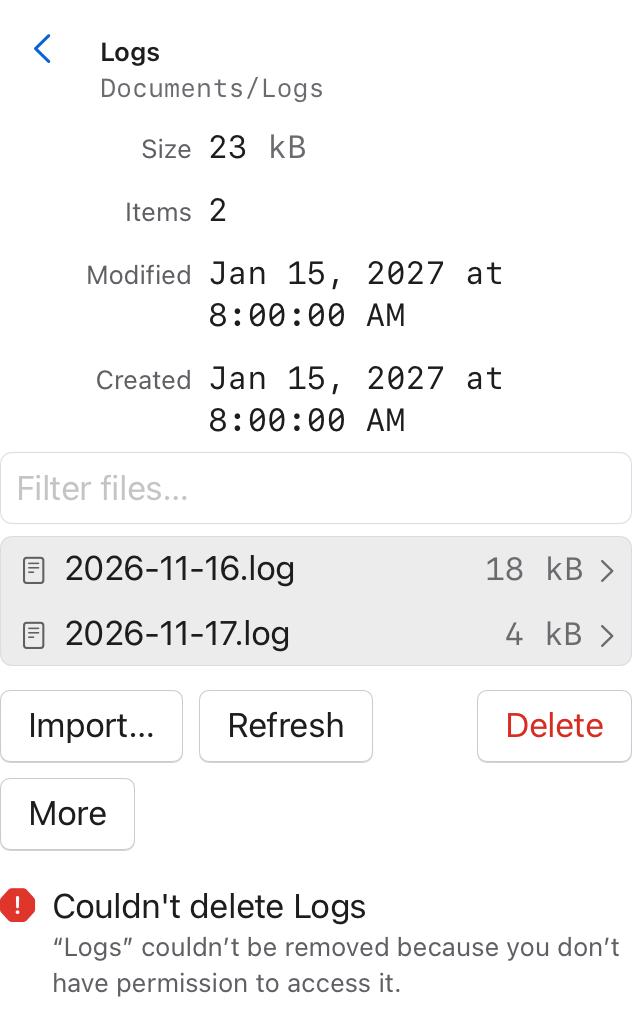 Logs
Documents/Logs
Size 23 kB
Items 2
Modified Jan 15, 2027 at
8:00:00 AM
Created Jan 15, 2027 at
8:00:00 AM
Filter files...
2026-11-16.log 18 kB
2026-11-17.log 4 kB
Import... Refresh Delete
More
Couldn't delete Logs
“Logs” couldn’t be removed because you don’t
have permission to access it.